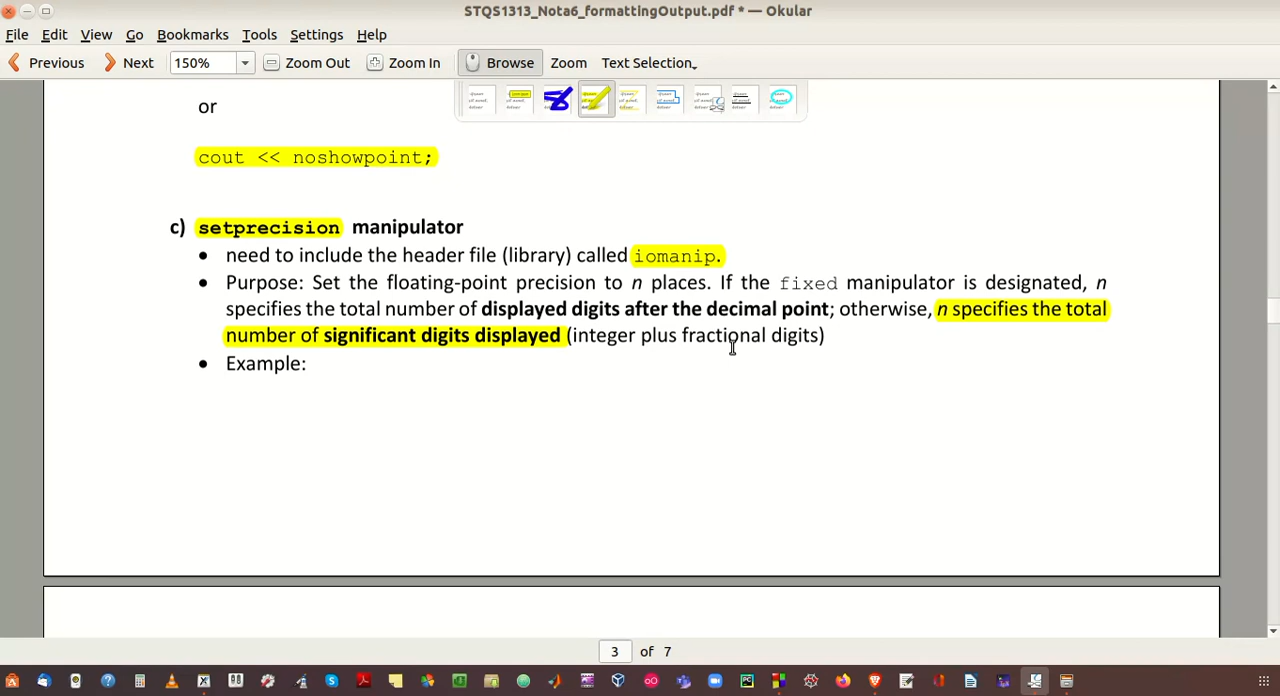 STQS1313_Nota6_formattingOutput.pdf * — Okular
File Edit View Go Bookmarks Tools Settings Help
Previous Next 150% Zoom Out Zoom In Browse Zoom Text Selection
or
cout << noshowpoint;
c) setprecision manipulator
• need to include the header file (library) called iomanip.
• Purpose: Set the floating-point precision to n places. If the fixed manipulator is designated, n
specifies the total number of displayed digits after the decimal point; otherwise, n specifies the total
number of significant digits displayed (integer plus fractional digits)
• Example:
3 of 7